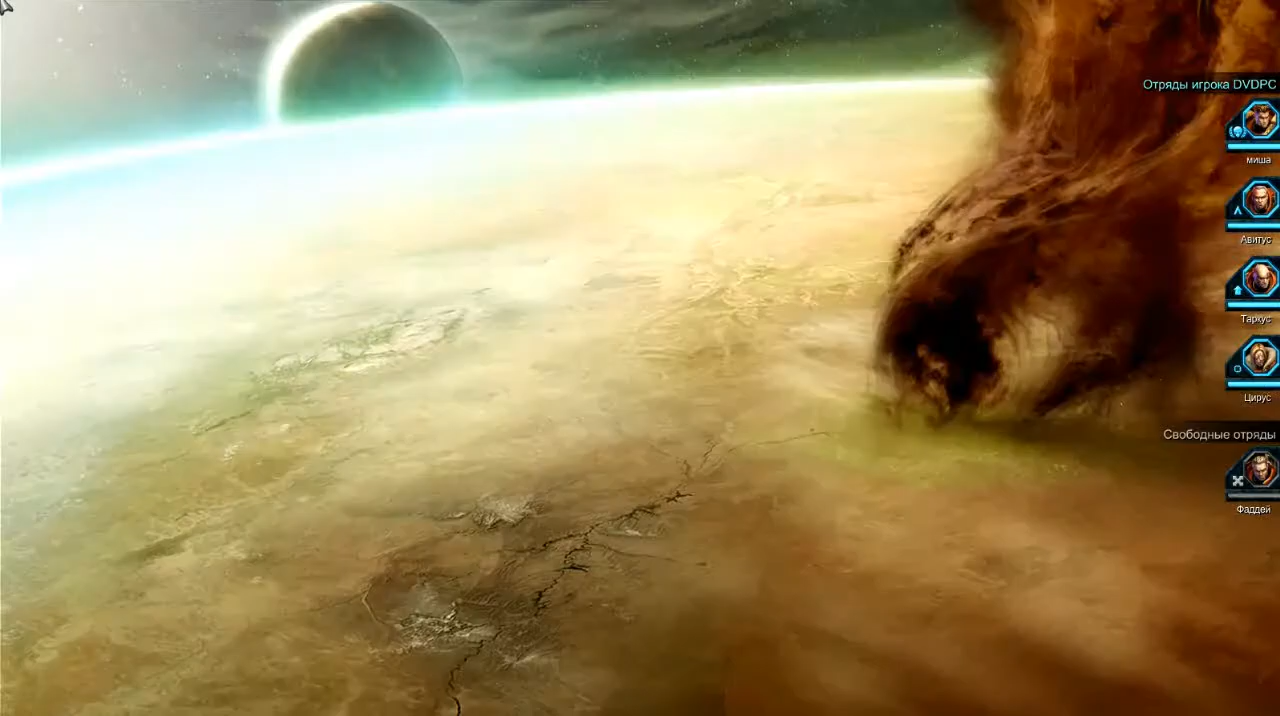 Отряды игрока DVDPC
миша
Авитус
Таркус
Цирус
Свободные отряды
Фаддей